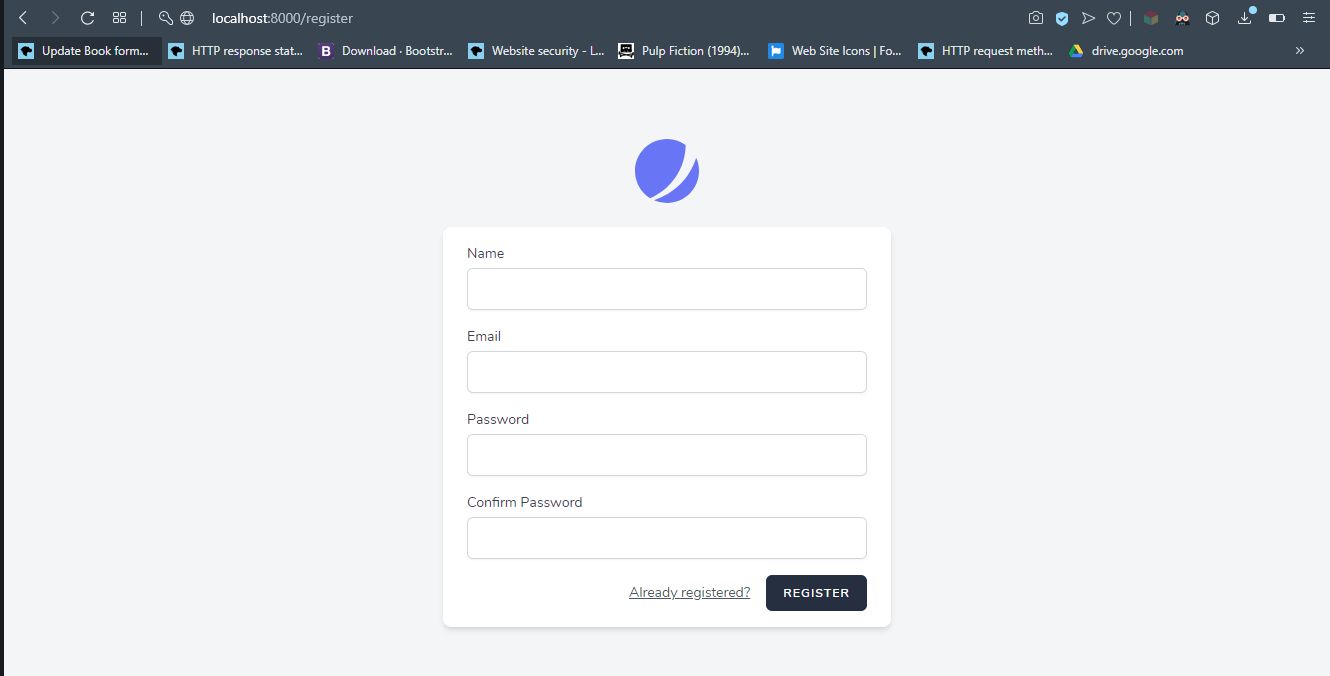 localhost:8000/register
Update Book form... HTTP response stat... B Download · Bootstr... Website security - L... Pulp Fiction (1994)... Web Site Icons | Fo... HTTP request meth... drive.google.com »
Name
Email
Password
Confirm Password
Already registered? REGISTER